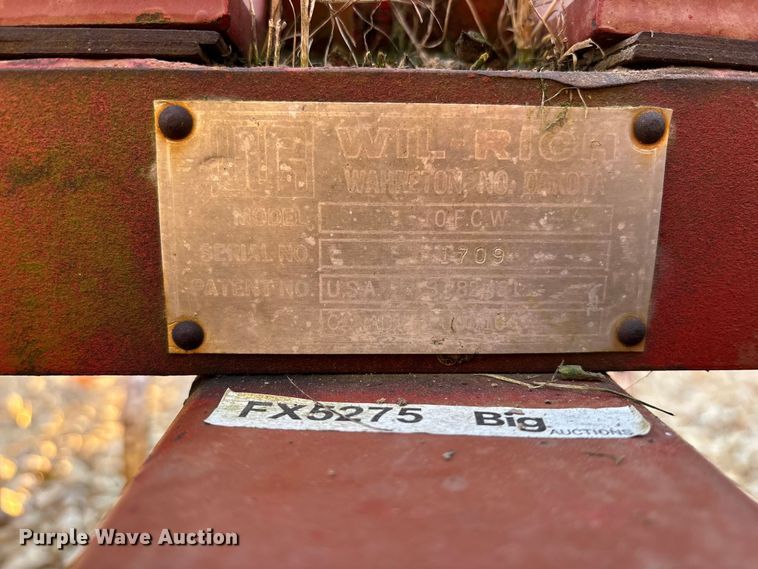 WIL-RICH
WAHPETON, NO. DAKOTA
MODEL
SERIAL NO. 1709
PATENT NO. U.S.A.
FX5275 Big AUCTIONS
Purple Wave Auction